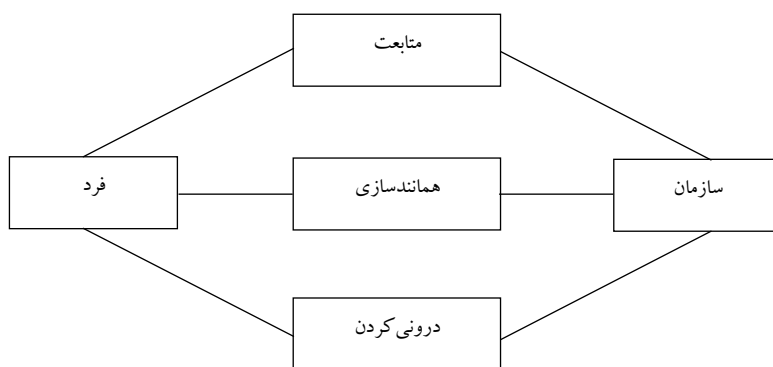 متابعت
سازمان
همانندسازی
فرد
درونی‌کردن